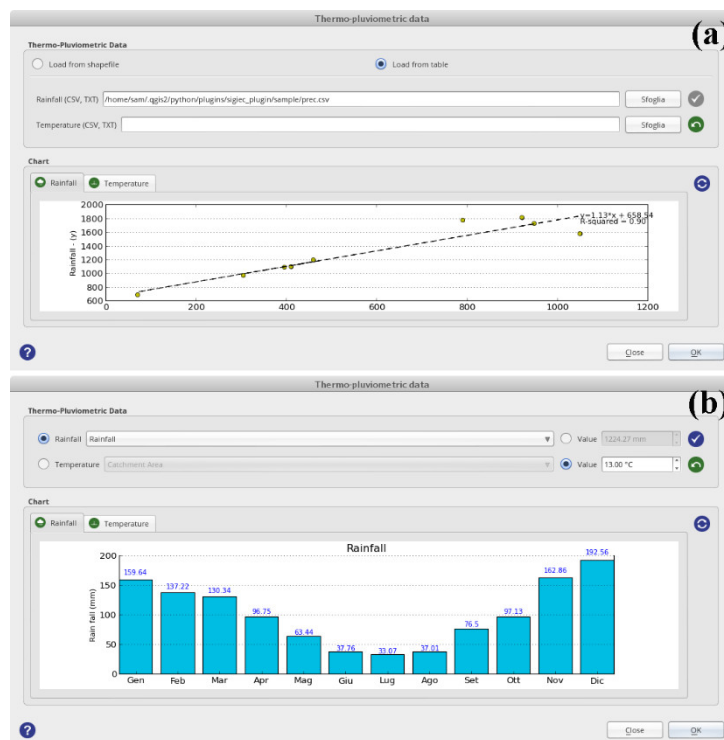 Thermo-pluviometric data
(a)
Thermo-Pluviometric Data
Load from shapefile Load from table
Rainfall (CSV, TXT) /home/sam/.qgis2/python/plugins/sigiec_plugin/sample/prec.csv Sfoglia
Temperature (CSV, TXT) Sfoglia
Chart
Rainfall Temperature
Rainfall - (y)
2000
1800
1600
1400
1200
1000
800
600
y=1.13*x + 658.54
R-squared = 0.90
0 200 400 600 800 1000 1200
? Close OK
Thermo-pluviometric data
(b)
Thermo-Pluviometric Data
Rainfall Rainfall Value 1224.27 mm
Temperature Catchment Area Value 13.00 °C
Chart
Rainfall Temperature
Rainfall
Rain fall (mm)
200
150
100
50
0
159.64 137.22 130.34 96.75 63.44 37.76 33.07 37.01 76.5 97.13 162.86 192.56
Gen Feb Mar Apr Mag Giu Lug Ago Set Ott Nov Dic
? Close OK